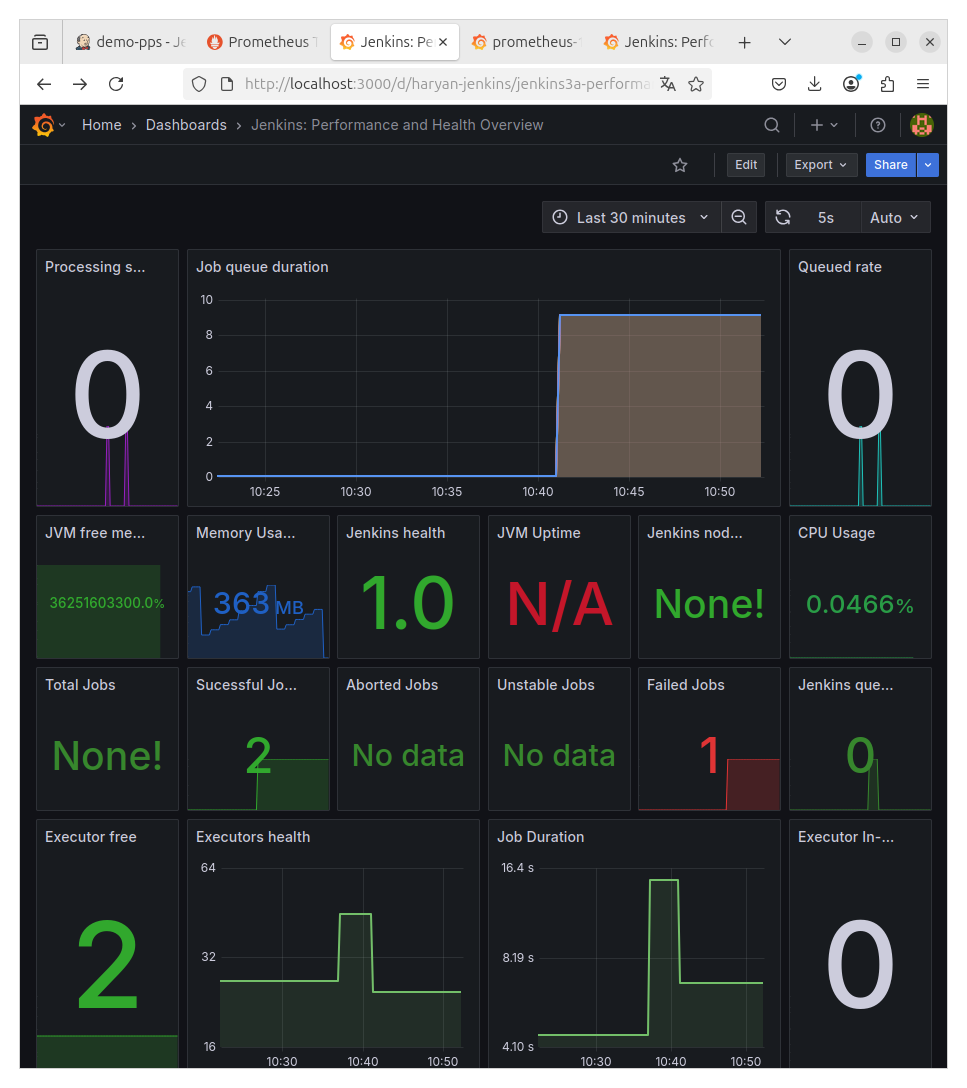 demo-pps - Je
Prometheus T
Jenkins: Pe
prometheus-
Jenkins: Perfo
http://localhost:3000/d/haryan-jenkins/jenkins3a-performa
Home
Dashboards
Jenkins: Performance and Health Overview
Edit
Export
Share
Last 30 minutes
5s
Auto
Processing s...
0
Job queue duration
10
8
6
4
2
0
10:25
10:30
10:35
10:40
10:45
10:50
Queued rate
0
JVM free me...
36251603300.0%
Memory Usa...
363 MB
Jenkins health
1.0
JVM Uptime
N/A
Jenkins nod...
None!
CPU Usage
0.0466%
Total Jobs
None!
Sucessful Jo...
2
Aborted Jobs
No data
Unstable Jobs
No data
Failed Jobs
1
Jenkins que...
0
Executor free
2
Executors health
64
32
16
10:30
10:40
10:50
Job Duration
16.4 s
8.19 s
4.10 s
10:30
10:40
10:50
Executor In-...
0